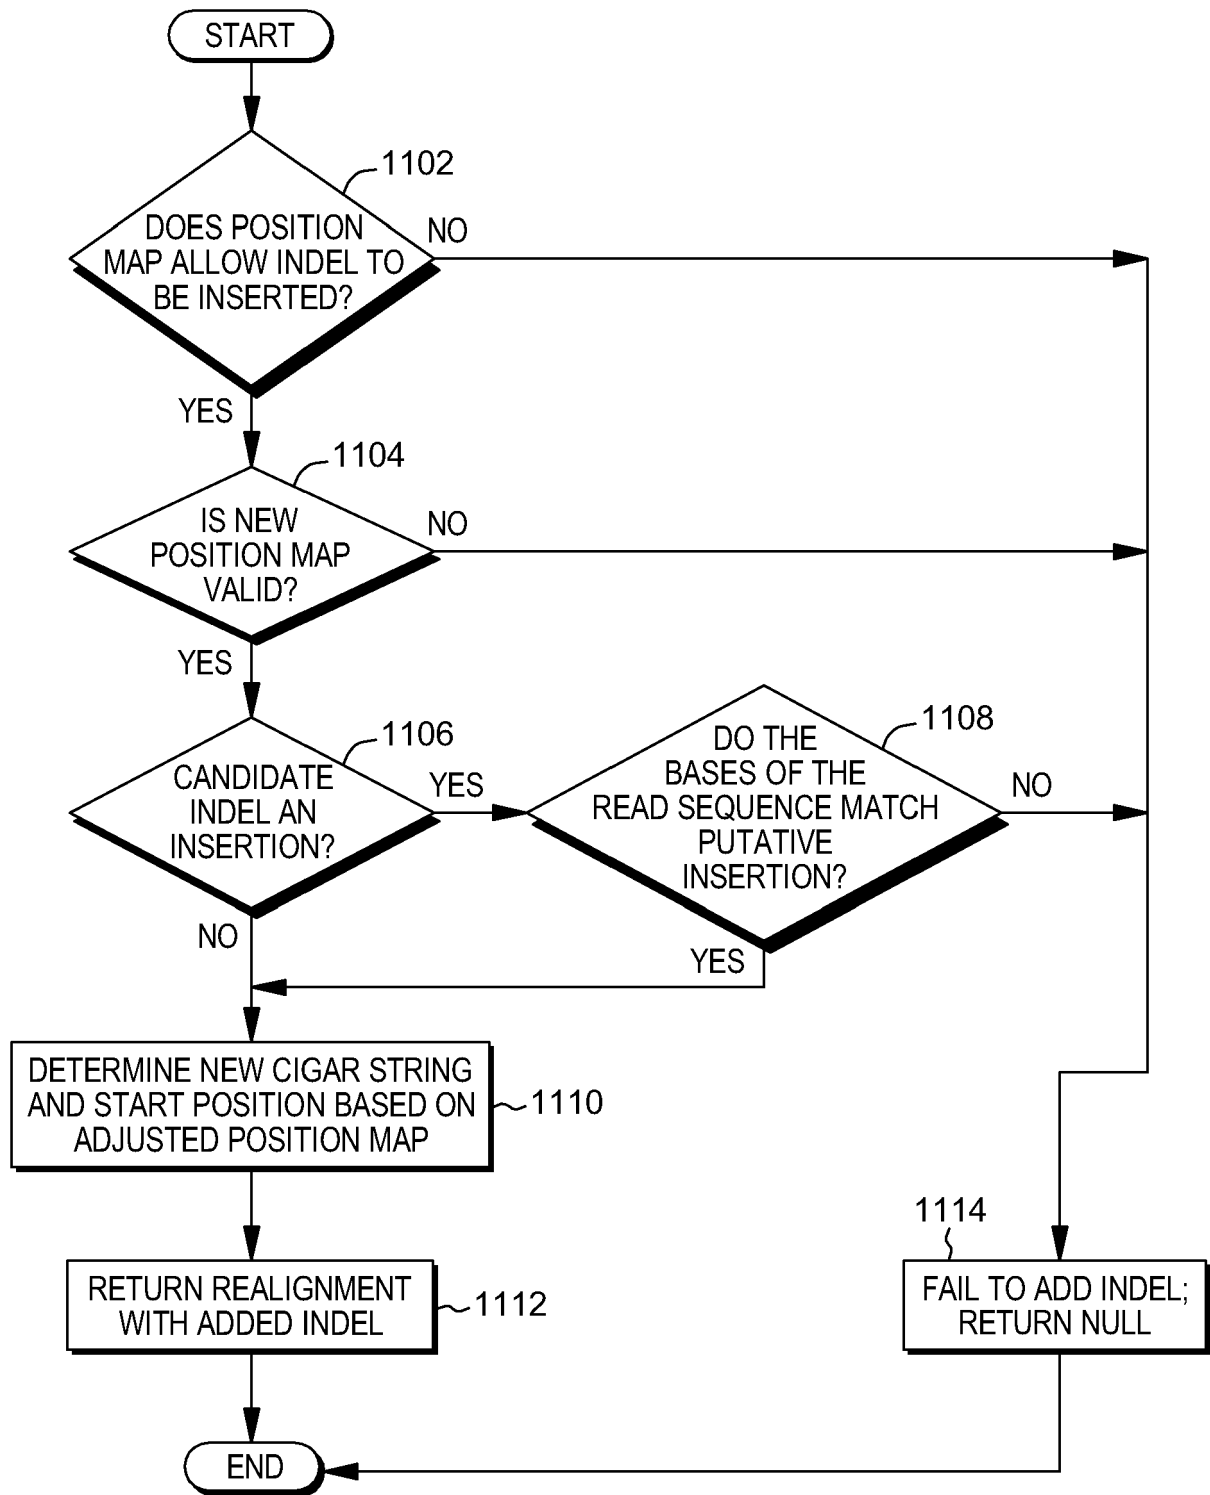 START
1102
DOES POSITION
MAP ALLOW INDEL TO
BE INSERTED?
NO
YES
1104
IS NEW
POSITION MAP
VALID?
NO
YES
1106
CANDIDATE
INDEL AN
INSERTION?
YES
NO
1108
DO THE
BASES OF THE
READ SEQUENCE MATCH
PUTATIVE
INSERTION?
NO
YES
DETERMINE NEW CIGAR STRING
AND START POSITION BASED ON
ADJUSTED POSITION MAP
1110
RETURN REALIGNMENT
WITH ADDED INDEL
1112
1114
FAIL TO ADD INDEL;
RETURN NULL
END